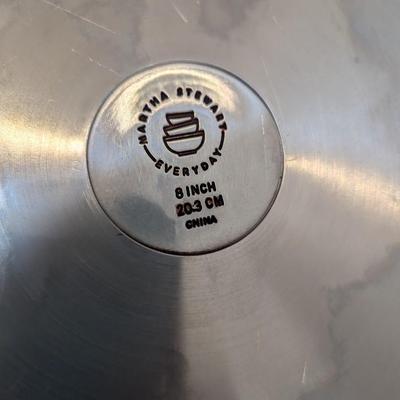 MARTHA STEWART
EVERYDAY
8 INCH
20.3 CM
CHINA